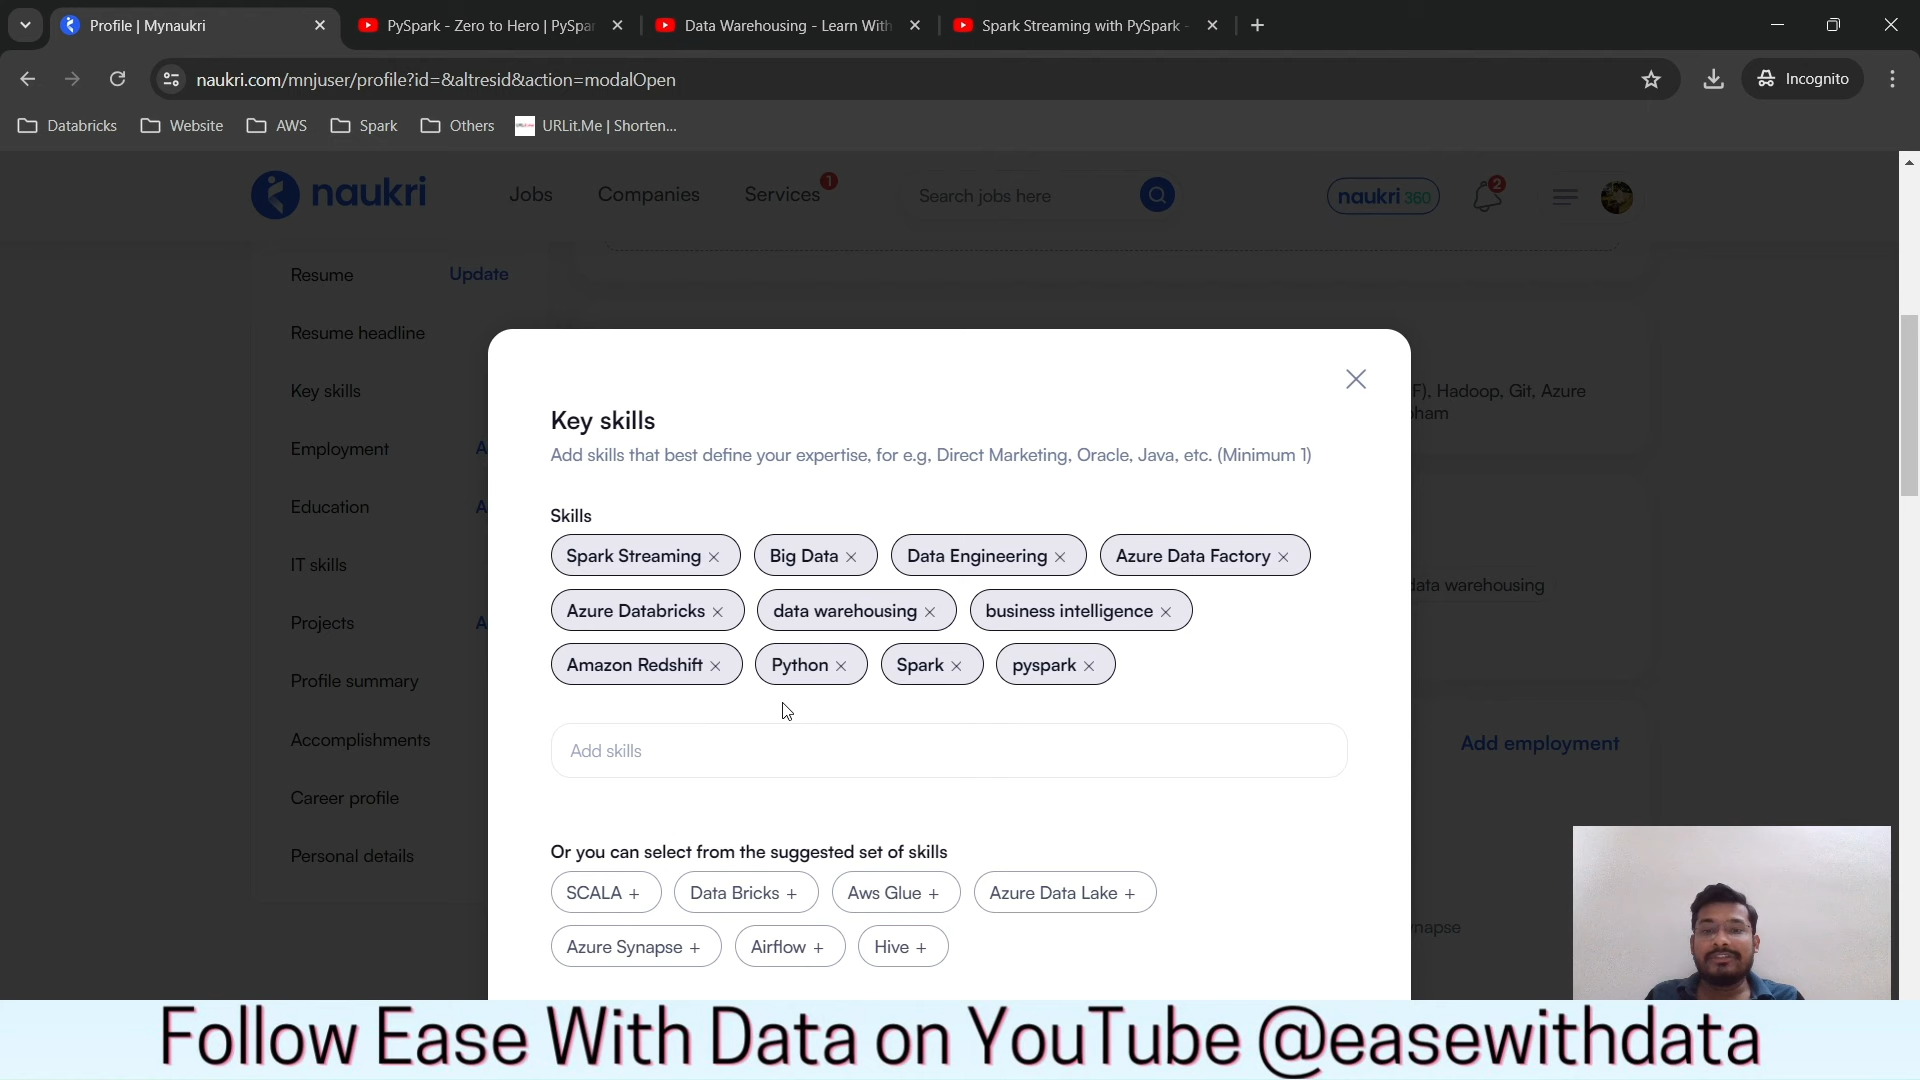 Profile | Mynaukri
PySpark - Zero to Hero | PySpar
Data Warehousing - Learn With
Spark Streaming with PySpark -
naukri.com/mnjuser/profile?id=&altresid&action=modalOpen
Incognito
Databricks
Website
AWS
Spark
Others
URLit.Me | Shorten...
naukri
Jobs
Companies
Services
1
Search jobs here
naukri 360
2
Resume
Update
Resume headline
Key skills
F), Hadoop, Git, Azure
Employment
A
Education
A
IT skills
data warehousing
Projects
A
Profile summary
Accomplishments
Add employment
Career profile
Personal details
Key skills
Add skills that best define your expertise, for e.g, Direct Marketing, Oracle, Java, etc. (Minimum 1)
Skills
Spark Streaming
Big Data
Data Engineering
Azure Data Factory
Azure Databricks
data warehousing
business intelligence
Amazon Redshift
Python
Spark
pyspark
Add skills
Or you can select from the suggested set of skills
SCALA +
Data Bricks +
Aws Glue +
Azure Data Lake +
Azure Synapse +
Airflow +
Hive +
Follow Ease With Data on YouTube @easewithdata